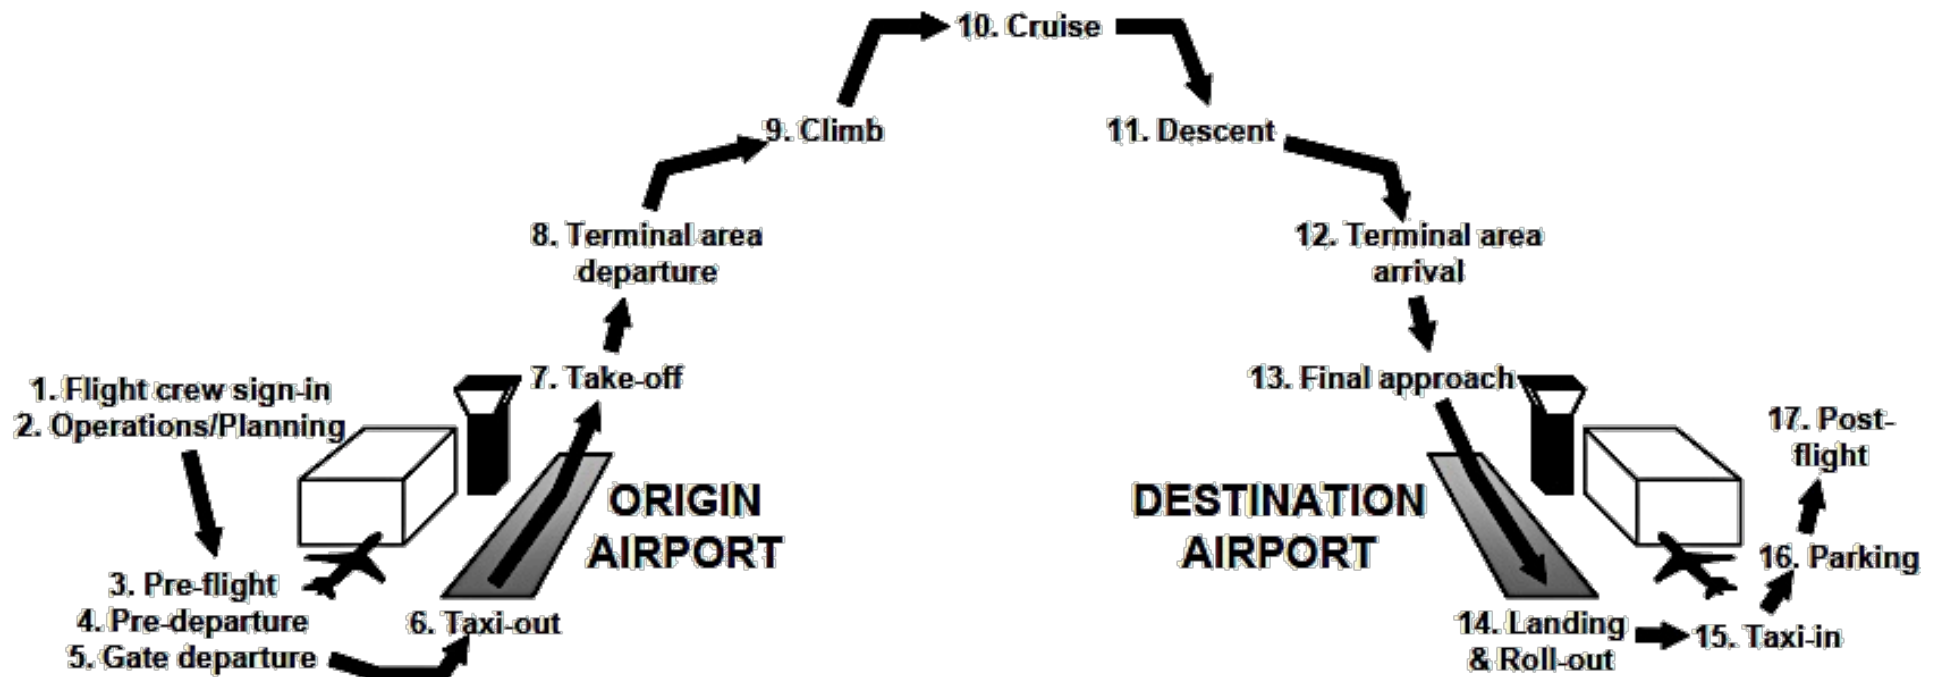 1. Flight crew sign-in
2. Operations/Planning
3. Pre-flight
4. Pre-departure
5. Gate departure
6. Taxi-out
7. Take-off
8. Terminal area
departure
9. Climb
10. Cruise
11. Descent
12. Terminal area
arrival
13. Final approach
14. Landing
& Roll-out
15. Taxi-in
16. Parking
17. Post-
flight
ORIGIN
AIRPORT
DESTINATION
AIRPORT